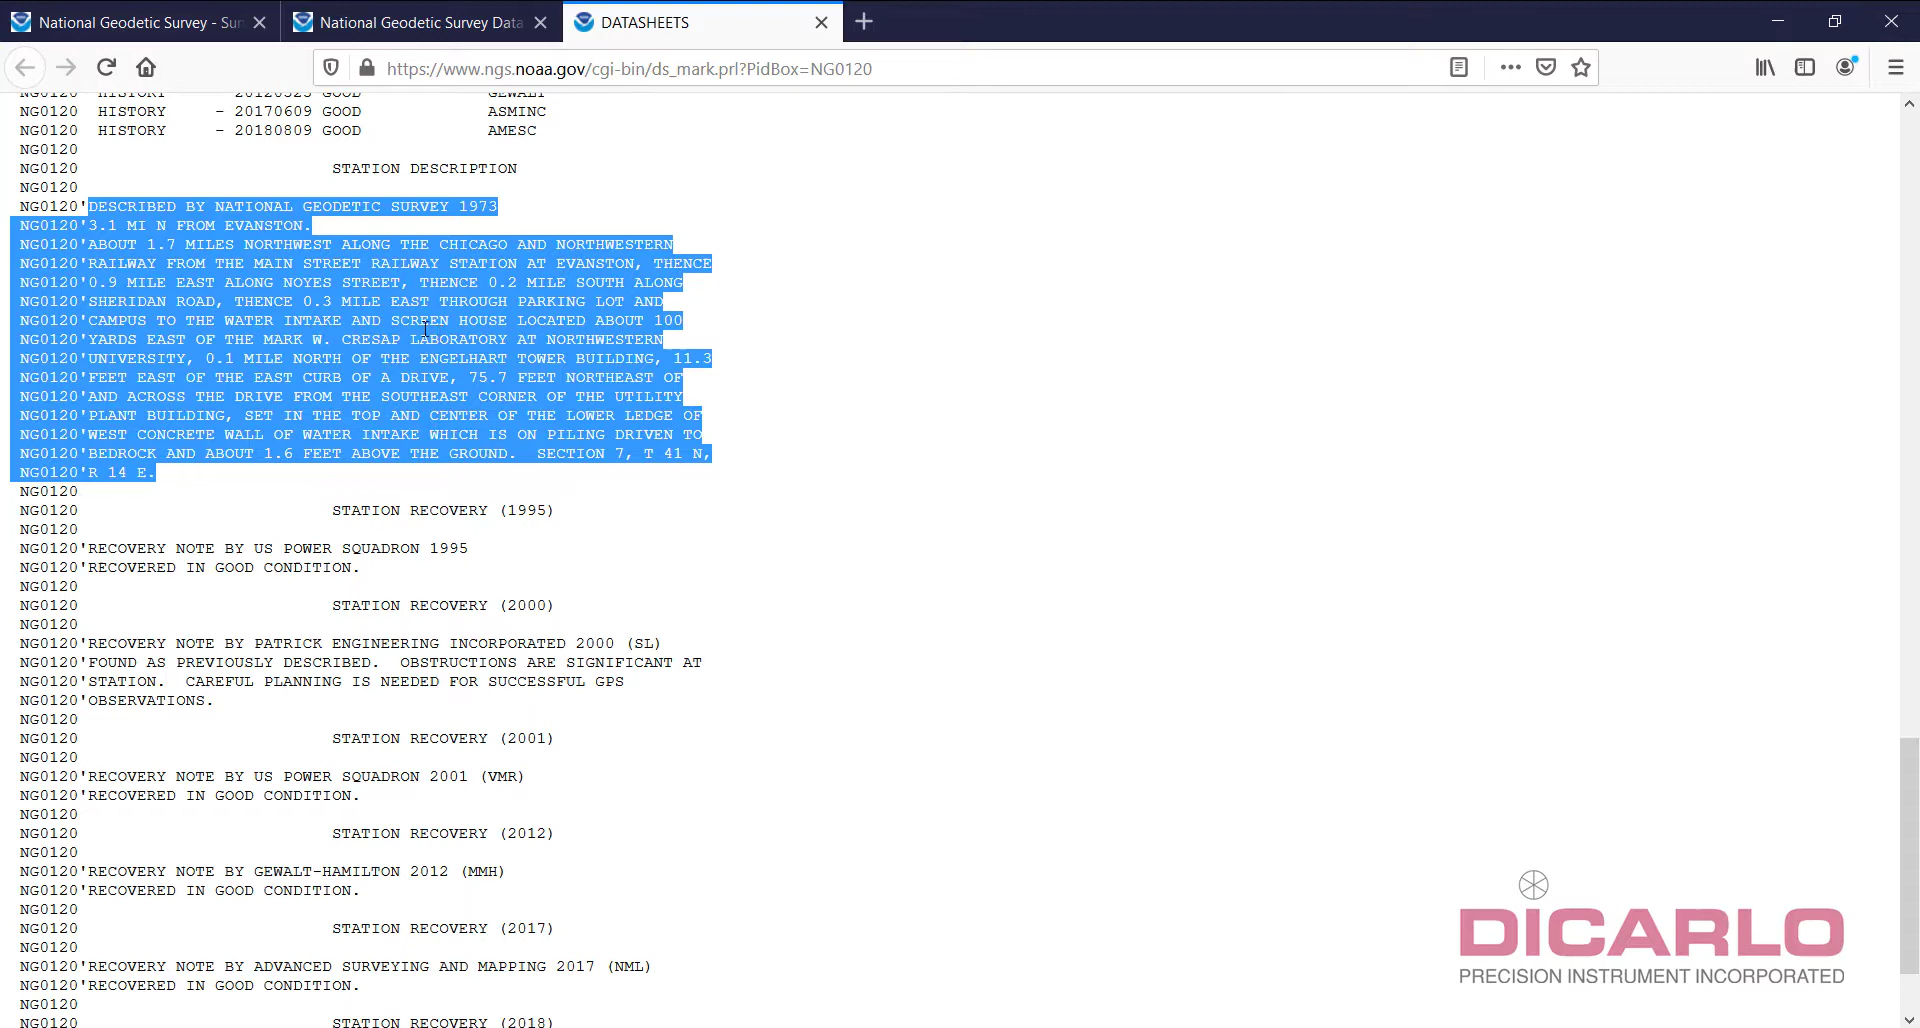 National Geodetic Survey - Sur
National Geodetic Survey Data
DATASHEETS
https://www.ngs.noaa.gov/cgi-bin/ds_mark.prl?PidBox=NG0120
NG0120  HISTORY     - 20120323 GOOD             GEWALT
NG0120  HISTORY     - 20170609 GOOD             ASMINC
NG0120  HISTORY     - 20180809 GOOD             AMESC
NG0120
NG0120                          STATION DESCRIPTION
NG0120
NG0120'DESCRIBED BY NATIONAL GEODETIC SURVEY 1973
NG0120'3.1 MI N FROM EVANSTON.
NG0120'ABOUT 1.7 MILES NORTHWEST ALONG THE CHICAGO AND NORTHWESTERN
NG0120'RAILWAY FROM THE MAIN STREET RAILWAY STATION AT EVANSTON, THENCE
NG0120'0.9 MILE EAST ALONG NOYES STREET, THENCE 0.2 MILE SOUTH ALONG
NG0120'SHERIDAN ROAD, THENCE 0.3 MILE EAST THROUGH PARKING LOT AND
NG0120'CAMPUS TO THE WATER INTAKE AND SCREEN HOUSE LOCATED ABOUT 100
NG0120'YARDS EAST OF THE MARK W. CRESAP LABORATORY AT NORTHWESTERN
NG0120'UNIVERSITY, 0.1 MILE NORTH OF THE ENGELHART TOWER BUILDING, 11.3
NG0120'FEET EAST OF THE EAST CURB OF A DRIVE, 75.7 FEET NORTHEAST OF
NG0120'AND ACROSS THE DRIVE FROM THE SOUTHEAST CORNER OF THE UTILITY
NG0120'PLANT BUILDING, SET IN THE TOP AND CENTER OF THE LOWER LEDGE OF
NG0120'WEST CONCRETE WALL OF WATER INTAKE WHICH IS ON PILING DRIVEN TO
NG0120'BEDROCK AND ABOUT 1.6 FEET ABOVE THE GROUND.  SECTION 7, T 41 N,
NG0120'R 14 E.
NG0120
NG0120                          STATION RECOVERY (1995)
NG0120
NG0120'RECOVERY NOTE BY US POWER SQUADRON 1995
NG0120'RECOVERED IN GOOD CONDITION.
NG0120
NG0120                          STATION RECOVERY (2000)
NG0120
NG0120'RECOVERY NOTE BY PATRICK ENGINEERING INCORPORATED 2000 (SL)
NG0120'FOUND AS PREVIOUSLY DESCRIBED.  OBSTRUCTIONS ARE SIGNIFICANT AT
NG0120'STATION.  CAREFUL PLANNING IS NEEDED FOR SUCCESSFUL GPS
NG0120'OBSERVATIONS.
NG0120
NG0120                          STATION RECOVERY (2001)
NG0120
NG0120'RECOVERY NOTE BY US POWER SQUADRON 2001 (VMR)
NG0120'RECOVERED IN GOOD CONDITION.
NG0120
NG0120                          STATION RECOVERY (2012)
NG0120
NG0120'RECOVERY NOTE BY GEWALT-HAMILTON 2012 (MMH)
NG0120'RECOVERED IN GOOD CONDITION.
NG0120
NG0120                          STATION RECOVERY (2017)
NG0120
NG0120'RECOVERY NOTE BY ADVANCED SURVEYING AND MAPPING 2017 (NML)
NG0120'RECOVERED IN GOOD CONDITION.
NG0120
NG0120                          STATION RECOVERY (2018)
DICARLO
PRECISION INSTRUMENT INCORPORATED